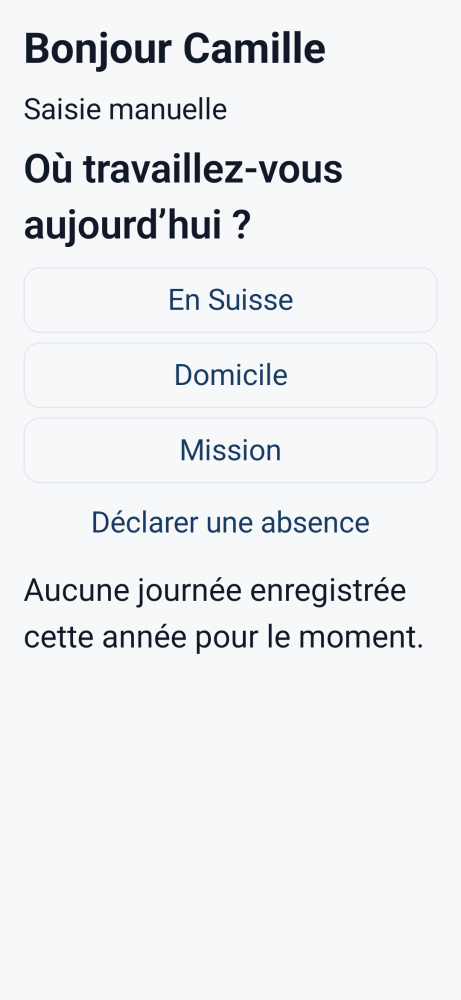 Bonjour Camille
Saisie manuelle
Où travaillez-vous
aujourd’hui ?
En Suisse
Domicile
Mission
Déclarer une absence
Aucune journée enregistrée
cette année pour le moment.